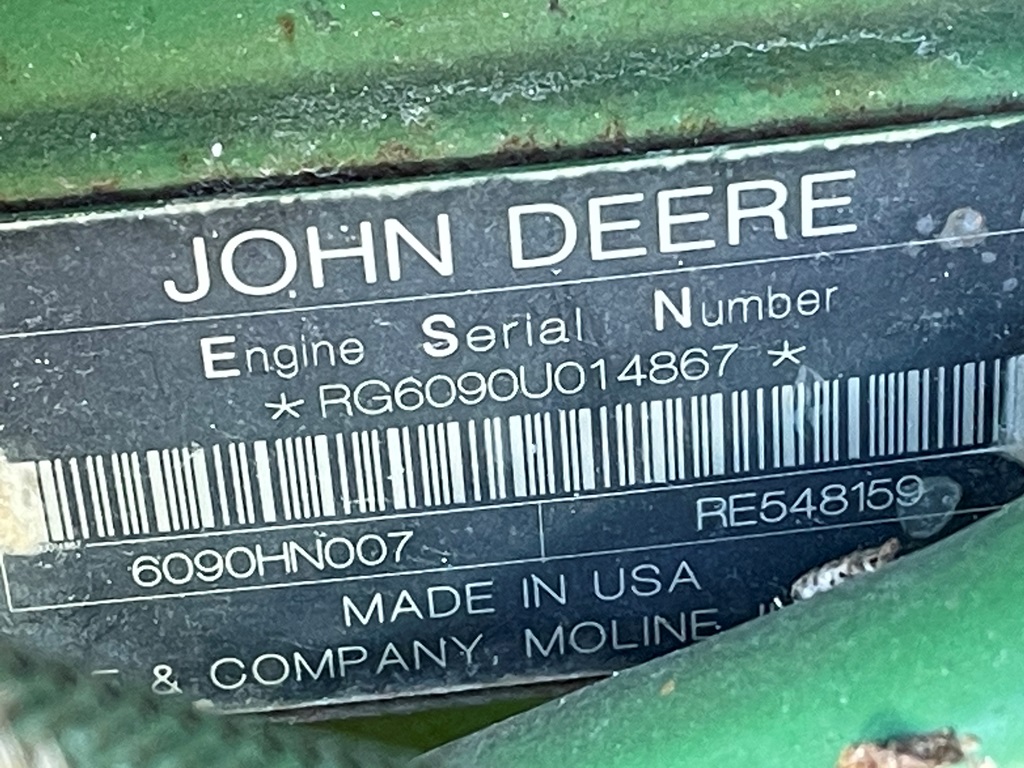 JOHN DEERE
Engine Serial Number
* RG6090U014867 *
6090HN007 RE548159
MADE IN USA
& COMPANY, MOLINE